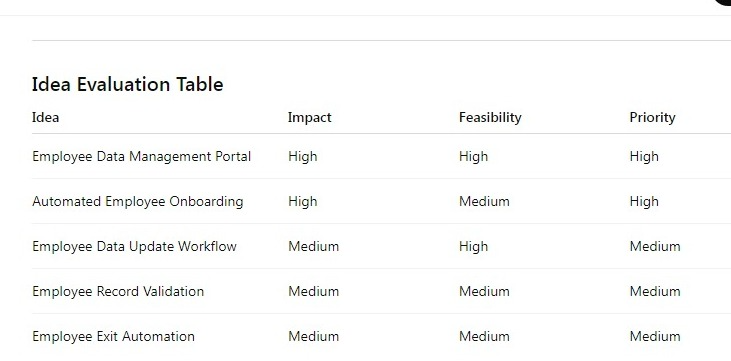 Idea Evaluation Table
Idea Impact Feasibility Priority
Employee Data Management Portal High High High
Automated Employee Onboarding High Medium High
Employee Data Update Workflow Medium High Medium
Employee Record Validation Medium Medium Medium
Employee Exit Automation Medium Medium Medium